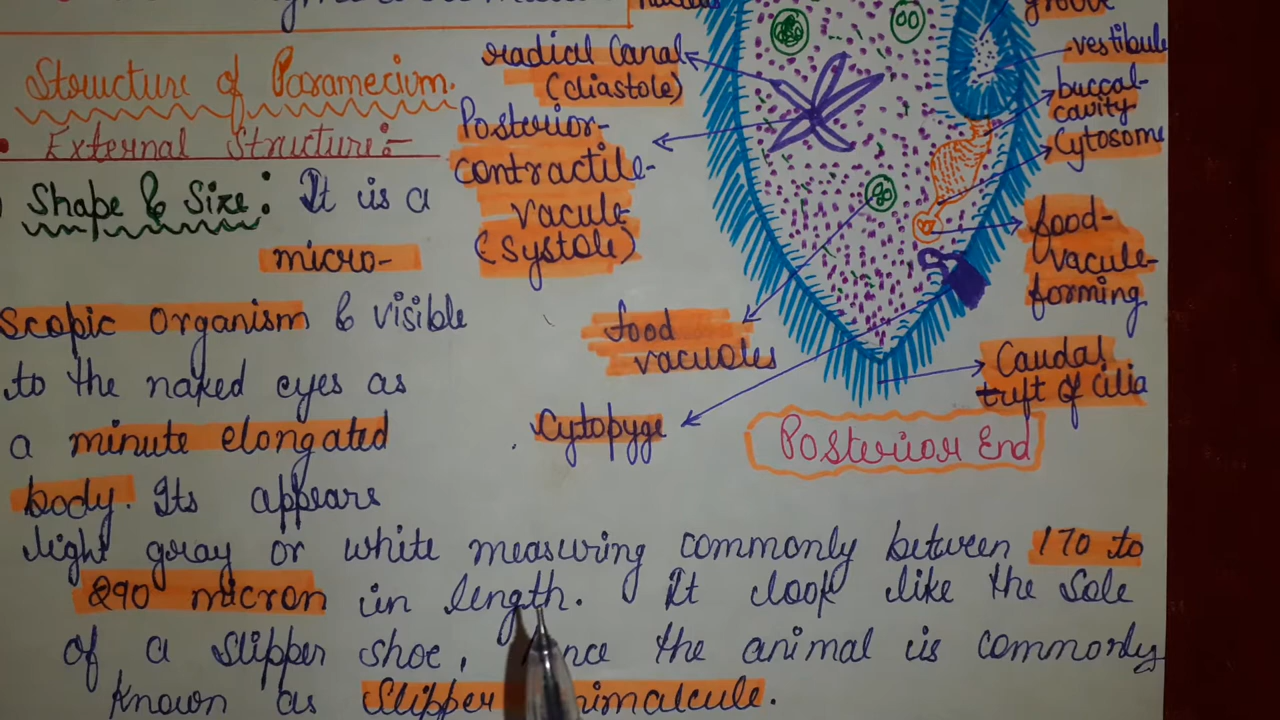 Structure of Paramecium.
• External Structure:-
Shape & Size: It is a
micro-
scopic organism & visible
to the naked eyes as
a minute elongated
body. Its appears
light gray or white measuring commonly between 170 to
290 micron in length. It look like the sole
of a slipper shoe, the animal is commonly
known as Slipper
radial Canal
(diastole)
Posterior-
contractile-
vacule
(systole)
food
vacuoles
Cytopyge
groove
vestibule
buccal-
cavity
Cytosome
food-
vacule-
forming
Caudal
tuft of cilia
Posterior End